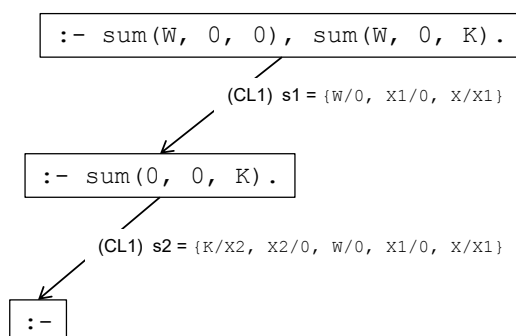 :- sum(W, 0, 0), sum(W, 0, K).
(CL1) s1 = {W/0, X1/0, X/X1}
:- sum(0, 0, K).
(CL1) s2 = {K/X2, X2/0, W/0, X1/0, X/X1}
:-